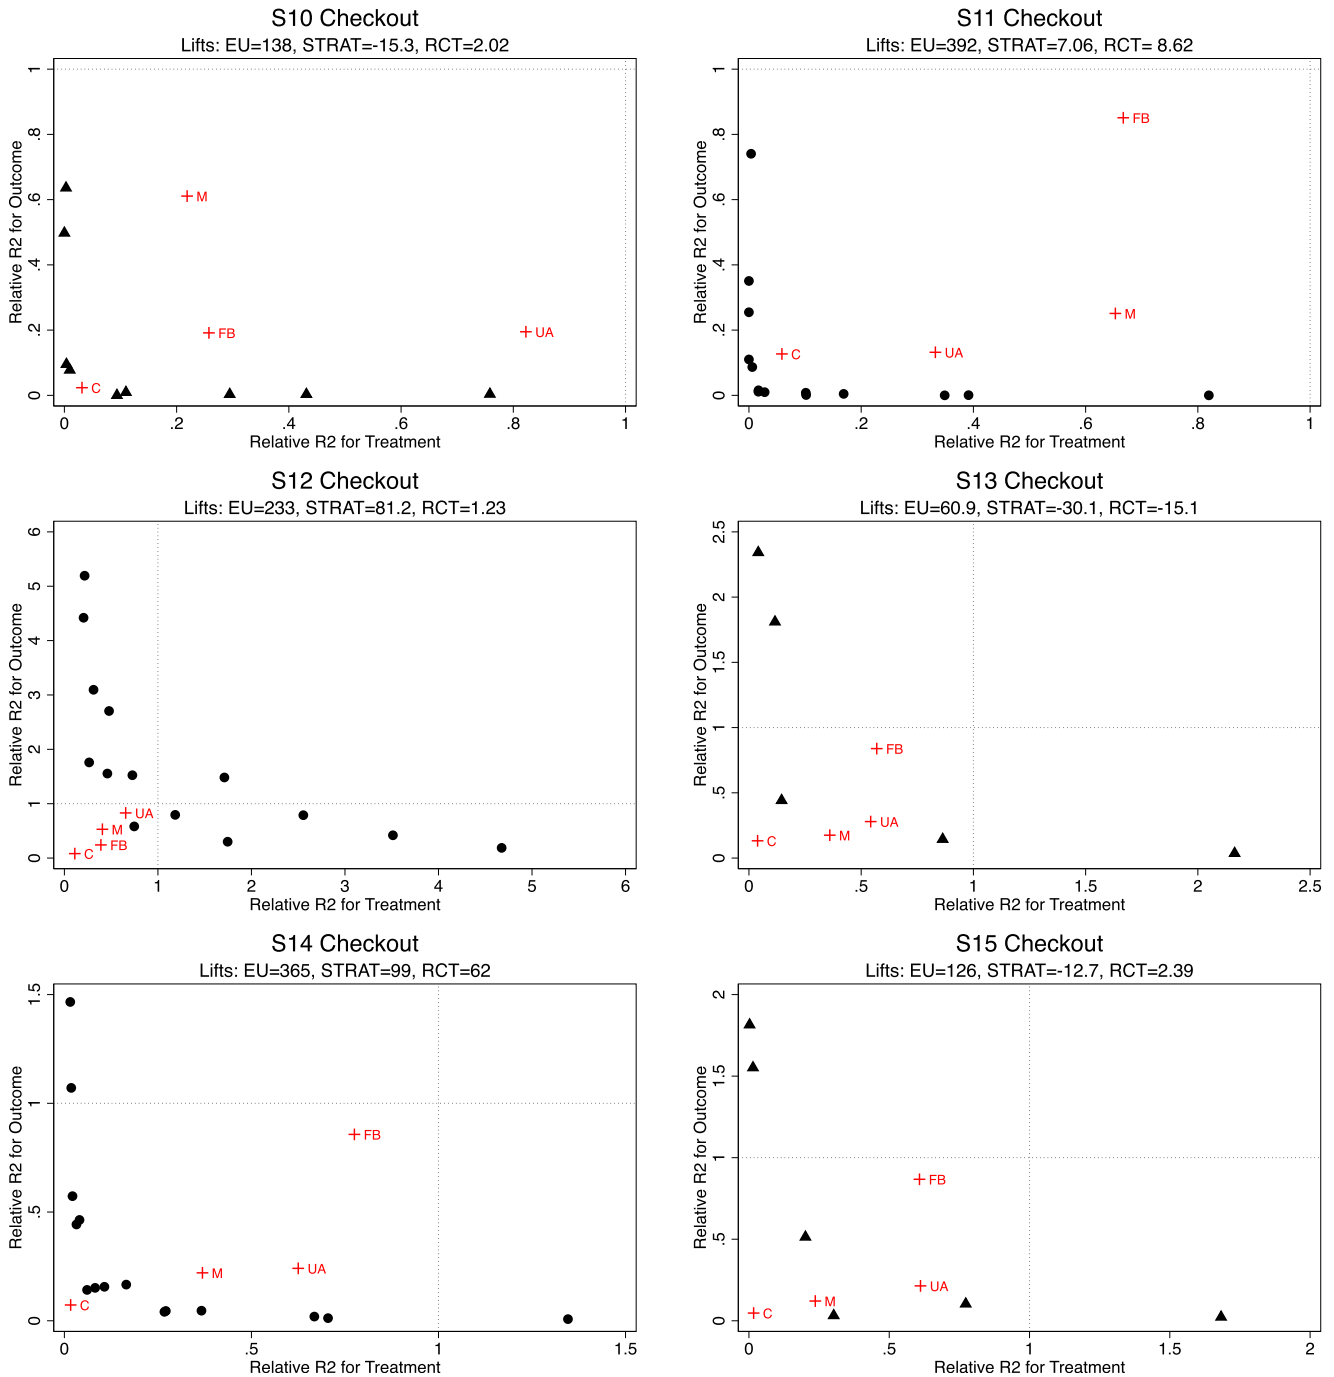 S10 Checkout
Lifts: EU=138, STRAT=-15.3, RCT=2.02
Relative R2 for Outcome
1
.8
.6
.4
.2
0
M
FB
UA
C
0 .2 .4 .6 .8 1
Relative R2 for Treatment
S11 Checkout
Lifts: EU=392, STRAT=7.06, RCT= 8.62
Relative R2 for Outcome
1
.8
.6
.4
.2
0
FB
M
C
UA
0 .2 .4 .6 .8 1
Relative R2 for Treatment
S12 Checkout
Lifts: EU=233, STRAT=81.2, RCT=1.23
Relative R2 for Outcome
6
5
4
3
2
1
0
UA
M
FB
C
0 1 2 3 4 5 6
Relative R2 for Treatment
S13 Checkout
Lifts: EU=60.9, STRAT=-30.1, RCT=-15.1
Relative R2 for Outcome
2.5
2
1.5
1
.5
0
FB
UA
M
C
0 .5 1 1.5 2 2.5
Relative R2 for Treatment
S14 Checkout
Lifts: EU=365, STRAT=99, RCT=62
Relative R2 for Outcome
1.5
1
.5
0
FB
UA
M
C
0 .5 1 1.5
Relative R2 for Treatment
S15 Checkout
Lifts: EU=126, STRAT=-12.7, RCT=2.39
Relative R2 for Outcome
2
1.5
1
.5
0
FB
UA
M
C
0 .5 1 1.5 2
Relative R2 for Treatment